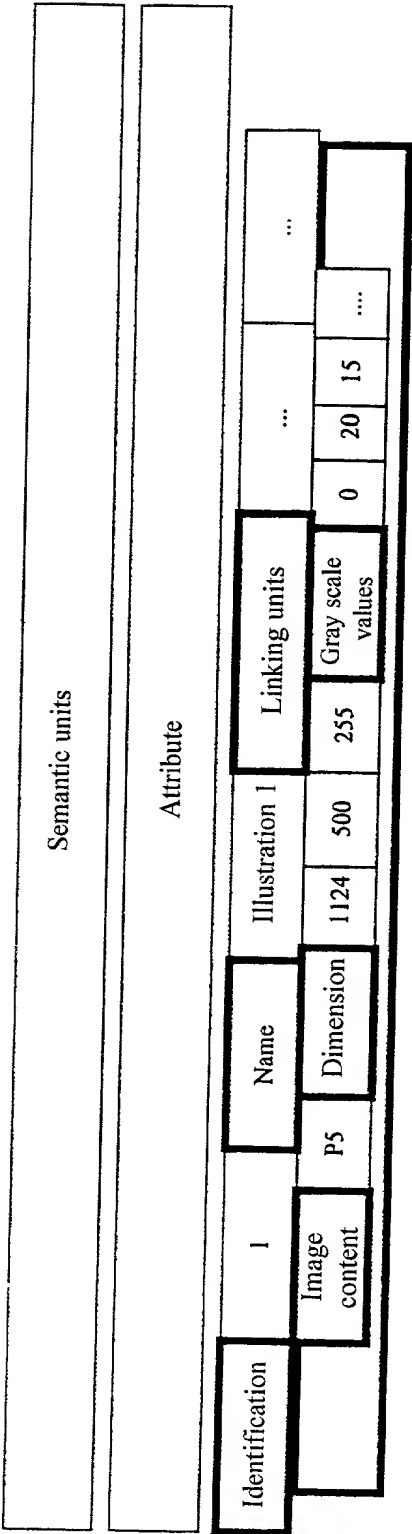 Semantic units
Attribute
Identification 1 Name Illustration 1 Linking units ... ...
Image
content P5 Dimension 1124 500 255 Gray scale
values 0 20 15 ....